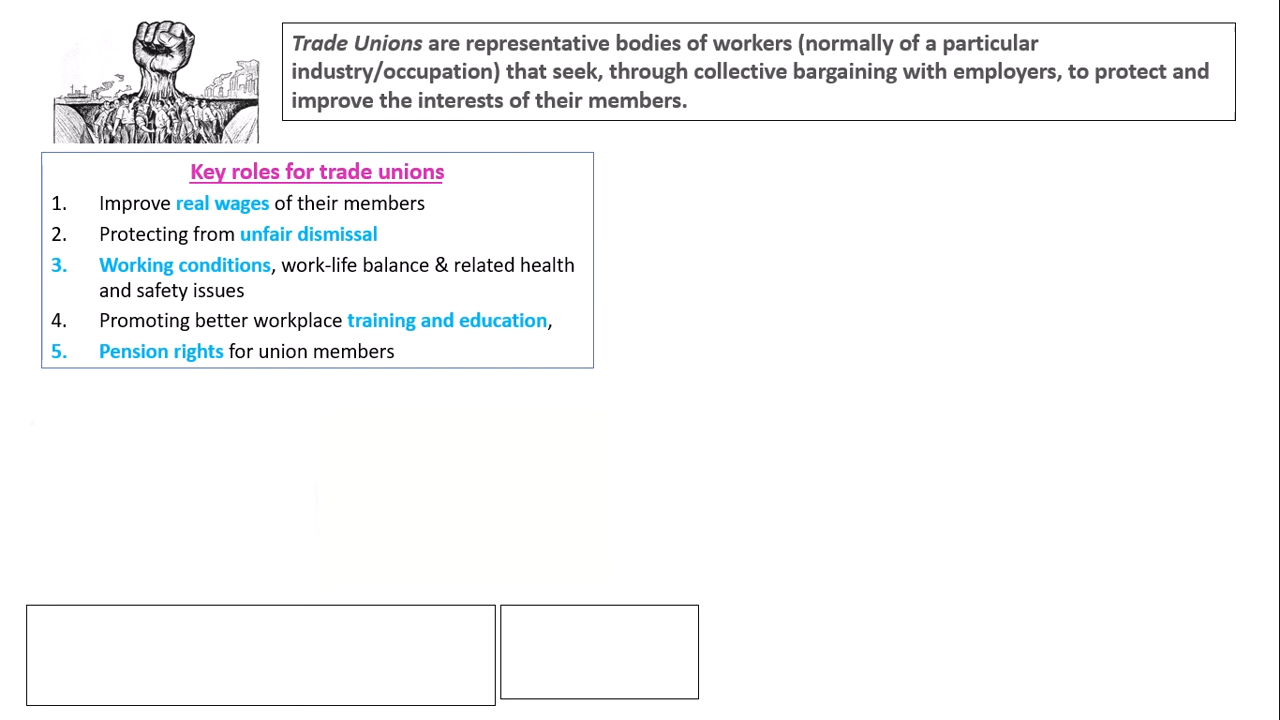 Trade Unions are representative bodies of workers (normally of a particular
industry/occupation) that seek, through collective bargaining with employers, to protect and
improve the interests of their members.
Key roles for trade unions
1. Improve real wages of their members
2. Protecting from unfair dismissal
3. Working conditions, work-life balance & related health
and safety issues
4. Promoting better workplace training and education,
5. Pension rights for union members